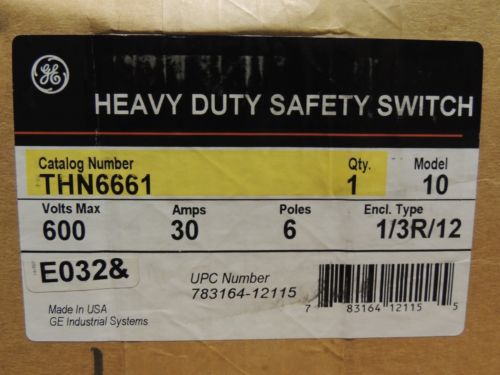 GE
HEAVY DUTY SAFETY SWITCH
Catalog Number Qty. Model
THN6661 1 10
Volts Max Amps Poles Encl. Type
600 30 6 1/3R/12
E032&
UPC Number
783164-12115
Made In USA
GE Industrial Systems
7 83164 12115 5